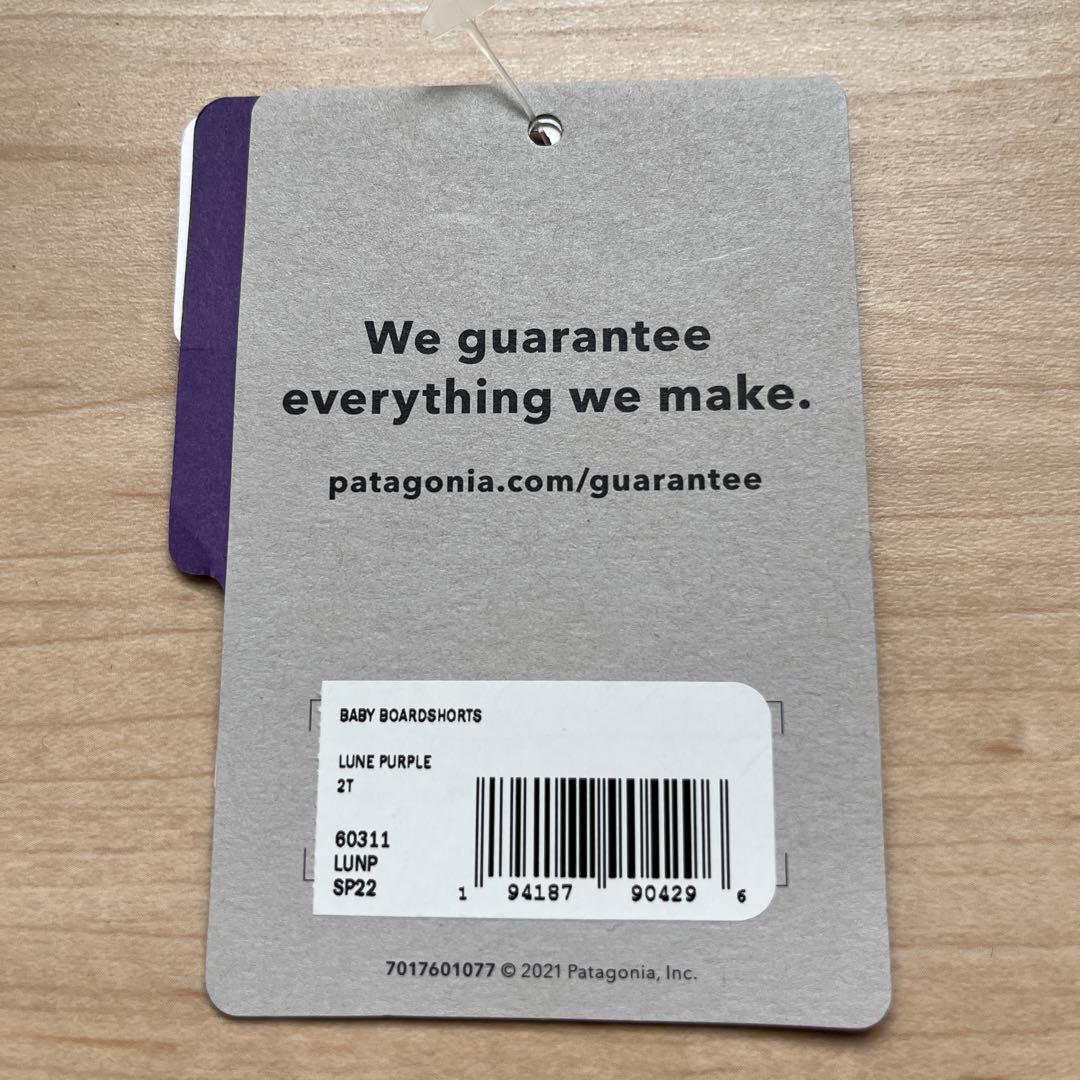 We guarantee
everything we make.
patagonia.com/guarantee
BABY BOARDSHORTS
LUNE PURPLE
2T
60311
LUNP
SP22
1 94187 90429 6
7017601077 © 2021 Patagonia, Inc.